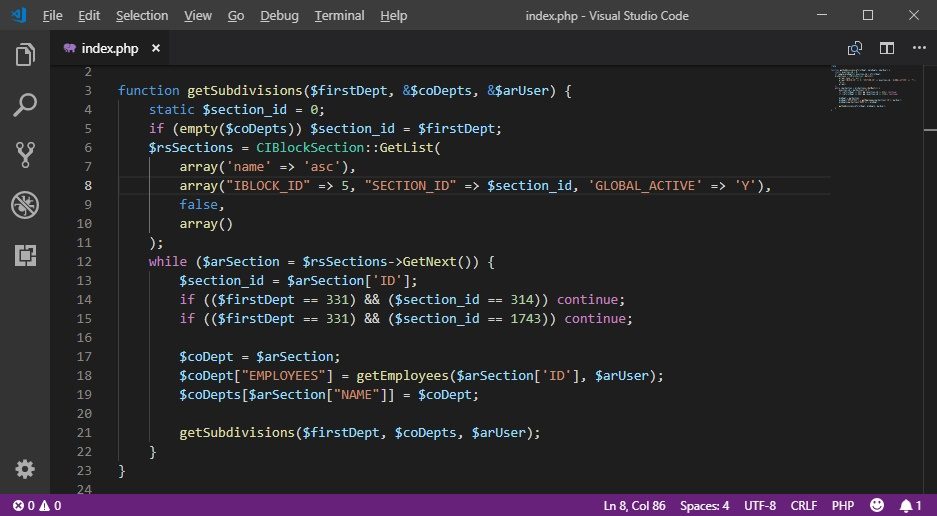 File Edit Selection View Go Debug Terminal Help index.php - Visual Studio Code
index.php
2
3 function getSubdivisions($firstDept, &$coDepts, &$arUser) {
4     static $section_id = 0;
5     if (empty($coDepts)) $section_id = $firstDept;
6     $rsSections = CIBlockSection::GetList(
7         array('name' => 'asc'),
8         array("IBLOCK_ID" => 5, "SECTION_ID" => $section_id, 'GLOBAL_ACTIVE' => 'Y'),
9         false,
10         array()
11     );
12     while ($arSection = $rsSections->GetNext()) {
13         $section_id = $arSection['ID'];
14         if (($firstDept == 331) && ($section_id == 314)) continue;
15         if (($firstDept == 331) && ($section_id == 1743)) continue;
16
17         $coDept = $arSection;
18         $coDept["EMPLOYEES"] = getEmployees($arSection['ID'], $arUser);
19         $coDepts[$arSection["NAME"]] = $coDept;
20
21         getSubdivisions($firstDept, $coDepts, $arUser);
22     }
23 }
24
0 0 Ln 8, Col 86 Spaces: 4 UTF-8 CRLF PHP 1